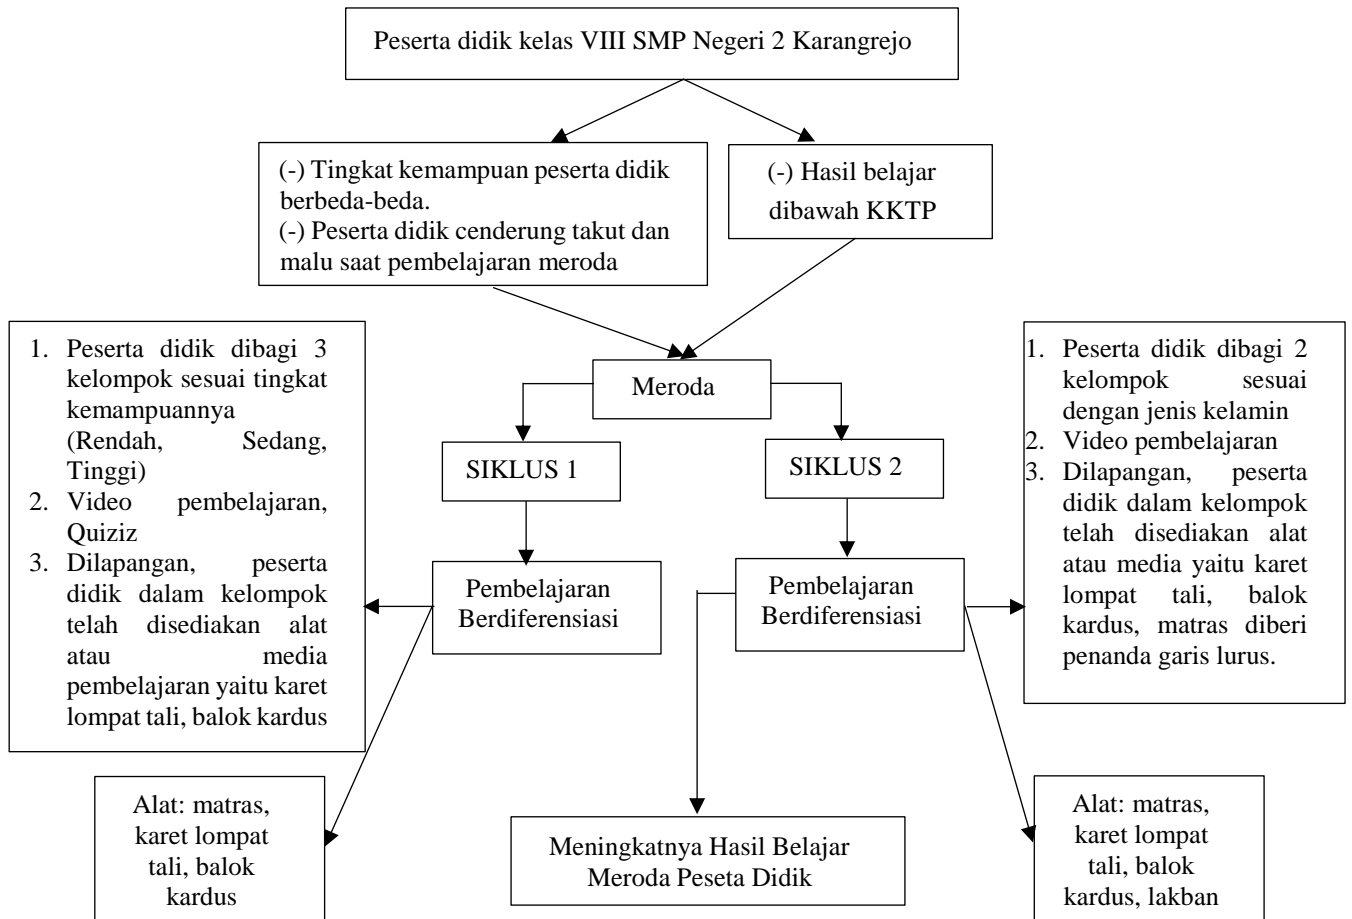 Peserta didik kelas VIII SMP Negeri 2 Karangrejo
(-) Tingkat kemampuan peserta didik
berbeda-beda.
(-) Peserta didik cenderung takut dan
malu saat pembelajaran meroda
(-) Hasil belajar
dibawah KKTP
Meroda
SIKLUS 1
SIKLUS 2
1. Peserta didik dibagi 3
kelompok sesuai tingkat
kemampuannya
(Rendah, Sedang,
Tinggi)
2. Video pembelajaran,
Quiziz
3. Dilapangan, peserta
didik dalam kelompok
telah disediakan alat
atau media
pembelajaran yaitu karet
lompat tali, balok kardus
Pembelajaran
Berdiferensiasi
Pembelajaran
Berdiferensiasi
1. Peserta didik dibagi 2
kelompok sesuai
dengan jenis kelamin
2. Video pembelajaran
3. Dilapangan, peserta
didik dalam kelompok
telah disediakan alat
atau media yaitu karet
lompat tali, balok
kardus, matras diberi
penanda garis lurus.
Alat: matras,
karet lompat
tali, balok
kardus
Meningkatnya Hasil Belajar
Meroda Peseta Didik
Alat: matras,
karet lompat
tali, balok
kardus, lakban